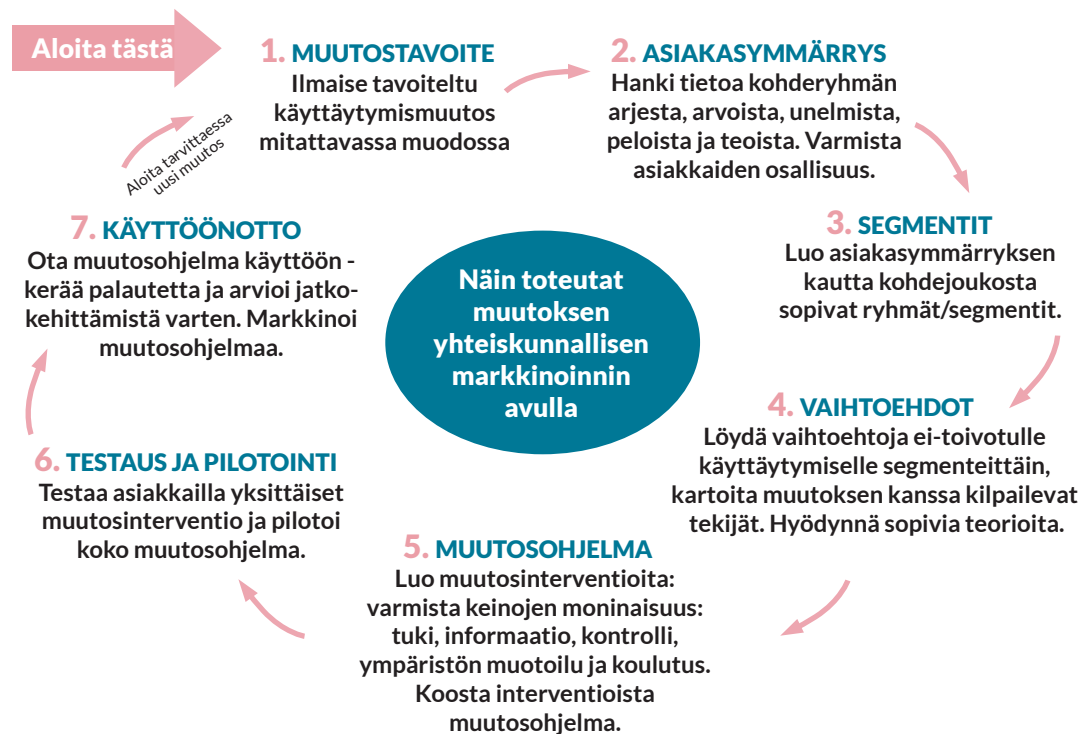 Aloita tästä
1. MUUTOSTAVOITE
Ilmaise tavoiteltu
käyttäytymismuutos
mitattavassa muodossa
2. ASIAKASYMMÄRRYS
Hanki tietoa kohderyhmän
arjesta, arvoista, unelmista,
peloista ja teoista. Varmista
asiakkaiden osallisuus.
3. SEGMENTIT
Luo asiakasymmärryksen
kautta kohdejoukosta
sopivat ryhmät/segmentit.
4. VAIHTOEHDOT
Löydä vaihtoehtoja ei-toivotulle
käyttäytymiselle segmenteittäin,
kartoita muutoksen kanssa kilpailevat
tekijät. Hyödynnä sopivia teorioita.
5. MUUTOSOHJELMA
Luo muutosinterventioita:
varmista keinojen moninaisuus:
tuki, informaatio, kontrolli,
ympäristön muotoilu ja koulutus.
Koosta interventioista
muutosohjelma.
6. TESTAUS JA PILOTOINTI
Testaa asiakkailla yksittäiset
muutosinterventio ja pilotoi
koko muutosohjelma.
7. KÄYTTÖÖNOTTO
Ota muutosohjelma käyttöön -
kerää palautetta ja arvioi jatko-
kehittämistä varten. Markkinoi
muutosohjelmaa.
Aloita tarvittaessa
uusi muutos
Näin toteutat
muutoksen
yhteiskunnallisen
markkinoinnin
avulla